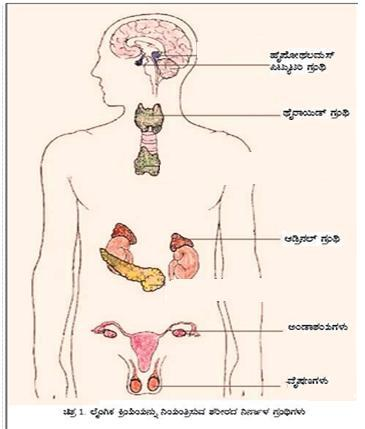 ಹೈಪೋಥಲಮಸ್
ಪಿಟ್ಯುಟರಿ ಗ್ರಂಥಿ
ಥೈರಾಯಿಡ್ ಗ್ರಂಥಿ
ಅಡ್ರಿನಲ್ ಗ್ರಂಥಿ
ಅಂಡಾಶಯಗಳು
ವೃಷಣಗಳು
ಚಿತ್ರ 1. ಲೈಂಗಿಕ ಕ್ರಿಯೆಯನ್ನು ನಿಯಂತ್ರಿಸುವ ಶರೀರದ ನಿರ್ನಾಳ ಗ್ರಂಥಿಗಳು